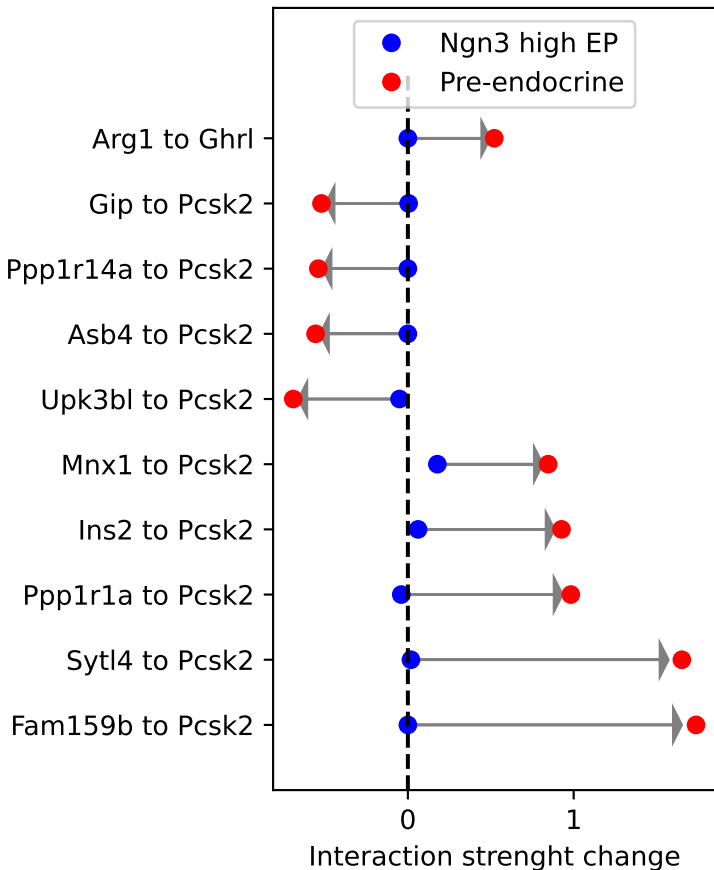 Ngn3 high EP
Pre-endocrine
Arg1 to Ghrl
Gip to Pcsk2
Ppp1r14a to Pcsk2
Asb4 to Pcsk2
Upk3bl to Pcsk2
Mnx1 to Pcsk2
Ins2 to Pcsk2
Ppp1r1a to Pcsk2
Sytl4 to Pcsk2
Fam159b to Pcsk2
0 1
Interaction strenght change